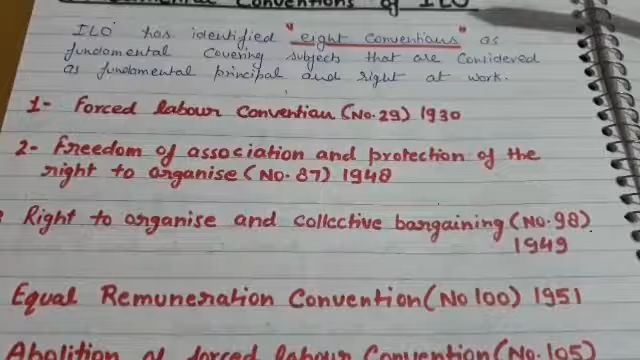 Conventions of ILO
ILO has identified "eight conventions" as
fundamental covering subjects that are considered
as fundamental principal and right at work.
1- Forced labour convention (No.29) 1930
2- Freedom of association and protection of the
right to organise (No. 87) 1948
Right to organise and collective bargaining (No. 98)
1949
Equal Remuneration Convention (No 100) 1951
Abolition of forced labour Convention (No. 105)